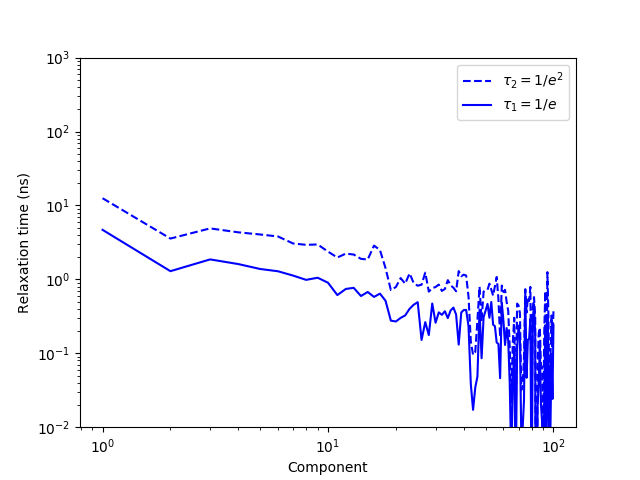 10³
10²
10¹
10⁰
10⁻¹
10⁻²
Relaxation time (ns)
τ₂ = 1/e²
τ₁ = 1/e
10⁰ 10¹ 10²
Component